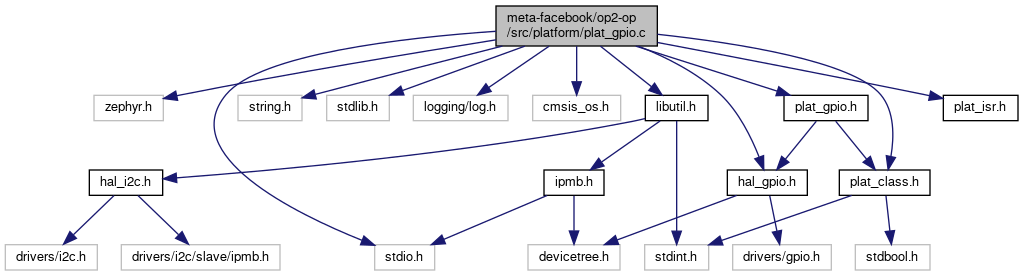 meta-facebook/op2-op
/src/platform/plat_gpio.c
zephyr.h
string.h
stdlib.h
logging/log.h
cmsis_os.h
libutil.h
plat_gpio.h
plat_isr.h
hal_i2c.h
ipmb.h
hal_gpio.h
plat_class.h
drivers/i2c.h
drivers/i2c/slave/ipmb.h
stdio.h
devicetree.h
stdint.h
drivers/gpio.h
stdbool.h